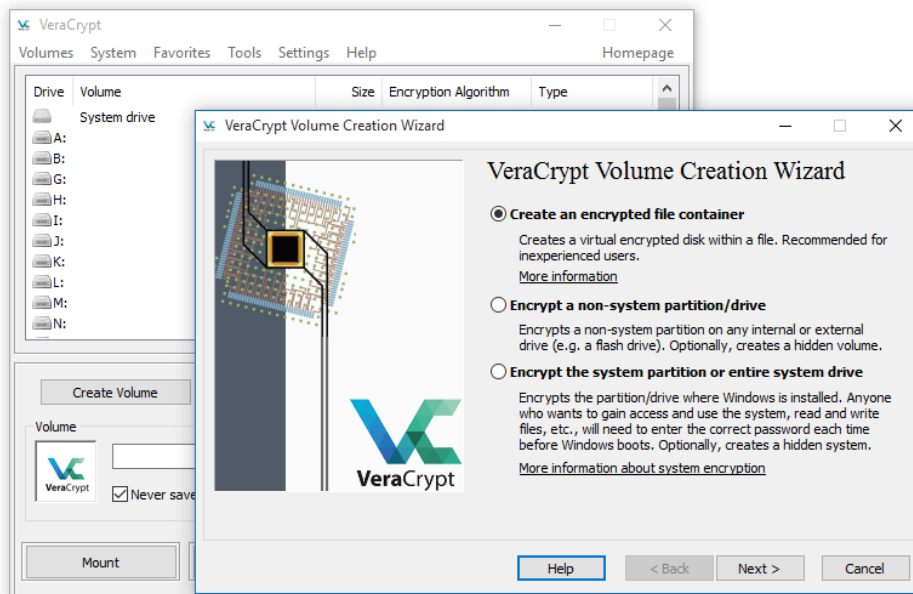 VeraCrypt
Volumes System Favorites Tools Settings Help Homepage
Drive Volume Size Encryption Algorithm Type
System drive
A:
B:
G:
H:
I:
J:
K:
L:
M:
N:
Create Volume
Volume
VeraCrypt
Never save
Mount
VeraCrypt Volume Creation Wizard
VeraCrypt
VeraCrypt Volume Creation Wizard
Create an encrypted file container
Creates a virtual encrypted disk within a file. Recommended for
inexperienced users.
More information
Encrypt a non-system partition/drive
Encrypts a non-system partition on any internal or external
drive (e.g. a flash drive). Optionally, creates a hidden volume.
Encrypt the system partition or entire system drive
Encrypts the partition/drive where Windows is installed. Anyone
who wants to gain access and use the system, read and write
files, etc., will need to enter the correct password each time
before Windows boots. Optionally, creates a hidden system.
More information about system encryption
Help < Back Next > Cancel